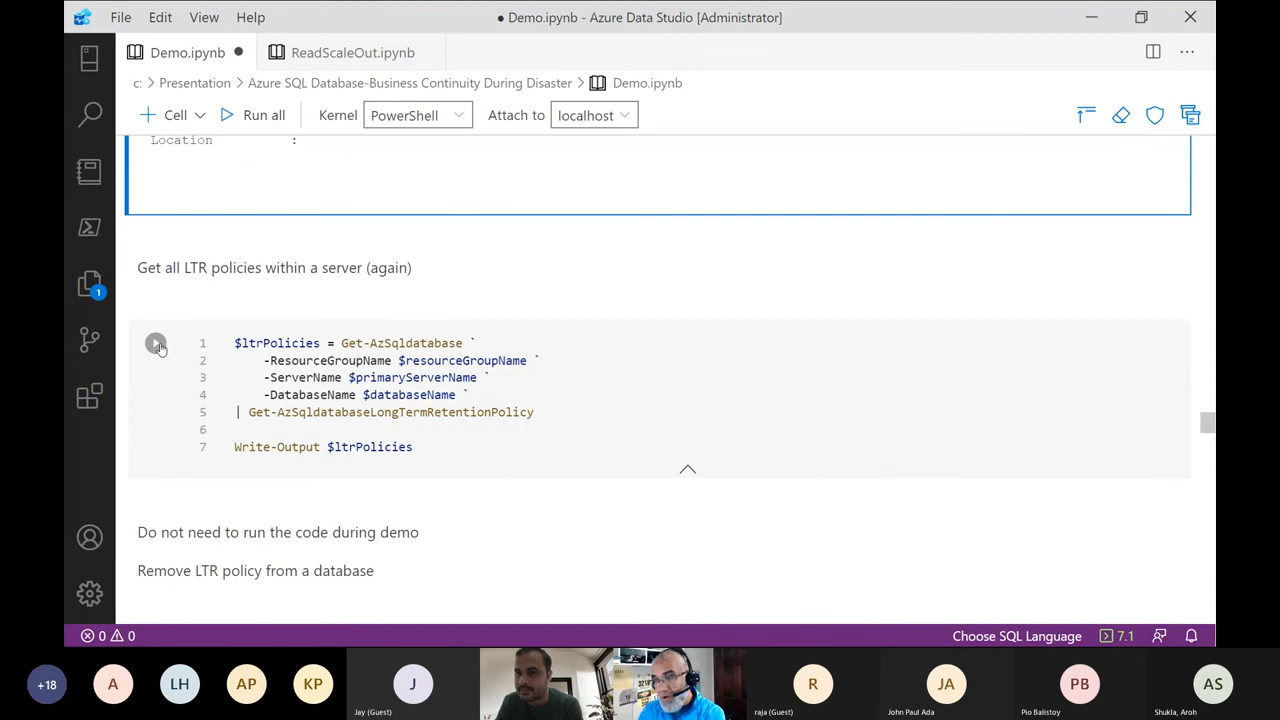 File Edit View Help
● Demo.ipynb - Azure Data Studio [Administrator]
Demo.ipynb ●
ReadScaleOut.ipynb
c: > Presentation > Azure SQL Database-Business Continuity During Disaster > Demo.ipynb
+ Cell
Run all
Kernel PowerShell
Attach to localhost
Location :
Get all LTR policies within a server (again)
1 $ltrPolicies = Get-AzSqldatabase `
2 -ResourceGroupName $resourceGroupName `
3 -ServerName $primaryServerName `
4 -DatabaseName $databaseName `
5 | Get-AzSqldatabaseLongTermRetentionPolicy
6
7 Write-Output $ltrPolicies
Do not need to run the code during demo
Remove LTR policy from a database
1
0 0
Choose SQL Language
7.1
+18
A
LH
AP
KP
J
R
JA
PB
AS
Jay (Guest)
raja (Guest)
John Paul Ada
Pio Balistoy
Shukla, Aroh